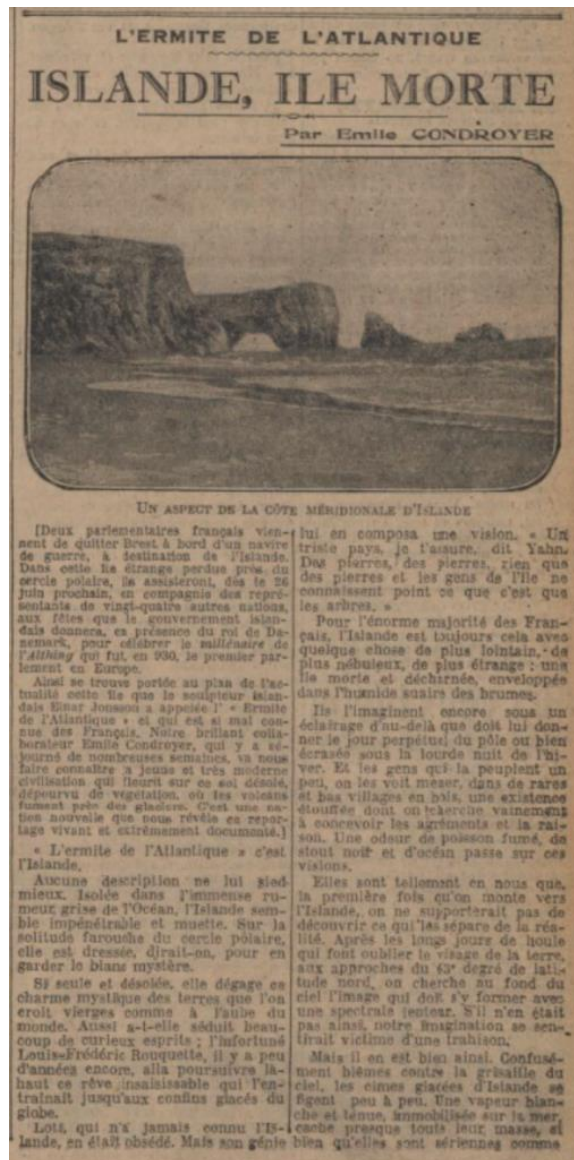 L'ERMITE DE L'ATLANTIQUE
ISLANDE, ILE MORTE
Par Emile CONDROYER
UN ASPECT DE LA CÔTE MÉRIDIONALE D'ISLANDE
[Deux parlementaires français vien-
nent de quitter Brest à bord d'un navire
de guerre, à destination de l'Islande.
Dans cette île étrange perdue près du
cercle polaire, ils assisteront, dès le 26
juin prochain, en compagnie des repré-
sentants de vingt-quatre autres nations,
aux fêtes que le gouvernement islan-
dais donnera, en présence du roi de Da-
nemark, pour célébrer le millénaire de
l'Althing qui fut, en 930, le premier par-
lement en Europe.
Ainsi se trouve portée au plan de l'ac-
tualité cette île que le sculpteur islan-
dais Einar Jonsson a appelée l' « Ermite
de l'Atlantique » et qui est si mal con-
nue des Français. Notre brillant colla-
borateur Emile Condroyer, qui y a sé-
journé de nombreuses semaines, va nous
faire connaître la jeune et très moderne
civilisation qui fleurit sur ce sol désolé,
dépourvu de végétation, où les volcans
fument près des glaciers. C'est une na-
tion nouvelle que nous révèle ce repor-
tage vivant et extrêmement documenté.]
« L'ermite de l'Atlantique » c'est
l'Islande.
Aucune description ne lui sied
mieux. Isolée dans l'immense ru-
meur grise de l'Océan, l'Islande sem-
ble impénétrable et muette. Sur la
solitude farouche du cercle polaire,
elle est dressée, dirait-on, pour en
garder le blanc mystère.
Si seule et désolée, elle dégage ce
charme mystique des terres que l'on
croit vierges comme à l'aube du
monde. Aussi a-t-elle séduit beau-
coup de curieux esprits ; l'infortuné
Louis-Frédéric Rouquette, il y a peu
d'années encore, alla poursuivre là-
haut ce rêve insaisissable qui l'en-
traînait jusqu'aux confins glacés du
globe.
Loti, qui n'a jamais connu l'Is-
lande, en était obsédé. Mais son génie
lui en composa une vision. « Un
triste pays, je t'assure, dit Yahn.
Des pierres, des pierres, rien que
des pierres et les gens de l'île ne
connaissent point ce que c'est que
les arbres. »
Pour l'énorme majorité des Fran-
çais, l'Islande est toujours cela avec
quelque chose de plus lointain, de
plus nébuleux, de plus étrange : une
île morte et décharnée, enveloppée
dans l'humide suaire des brumes.
Ils l'imaginent encore sous un
éclairage d'au-delà que doit lui don-
ner le jour perpétuel du pôle ou bien
écrasée sous la lourde nuit de l'hi-
ver. Et les gens qui la peuplent un
peu, on les voit mener, dans de rares
et bas villages en bois, une existence
étouffée dont on cherche vainement
à concevoir les agréments et la rai-
son. Une odeur de poisson fumé, de
stout noir et d'océan passe sur ces
visions.
Elles sont tellement en nous que,
la première fois qu'on monte vers
l'Islande, on ne supporterait pas de
découvrir ce qui les sépare de la réa-
lité. Après les longs jours de houle
qui font oublier le visage de la terre,
aux approches du 63° degré de lati-
tude nord, on cherche au fond du
ciel l'image qui doit s'y former avec
une spectrale lenteur. S'il n'en était
pas ainsi, notre imagination se sen-
tirait victime d'une trahison.
Mais il en est bien ainsi. Confusé-
ment blêmes contre la grisaille du
ciel, les cimes glacées d'Islande se
figent peu à peu. Une vapeur blan-
che et ténue, immobilisée sur la mer,
cache presque toute leur masse, si
bien qu'elles sont aériennes comme